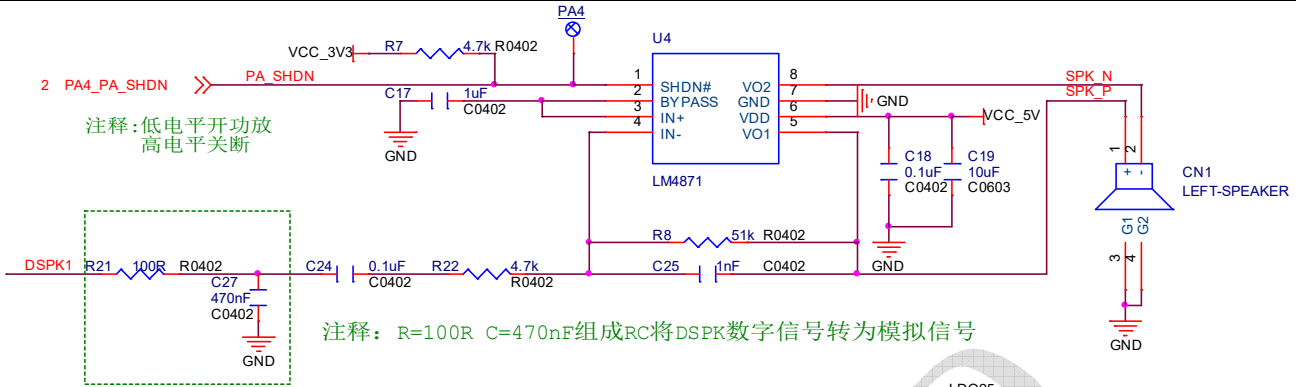 PA4
U4
VCC_3V3
R7
4.7k
R0402
2 PA4_PA_SHDN
PA_SHDN
C17
1uF
C0402
GND
注释:低电平开功放
高电平关断
1
2
3
4
SHDN#
BYPASS
IN+
IN-
VO2
GND
VDD
VO1
8
7
6
5
LM4871
GND
VCC_5V
SPK_N
SPK_P
C18
0.1uF
C0402
C19
10uF
C0603
GND
1
2
+
-
CN1
LEFT-SPEAKER
G1
G2
3
4
GND
R8
51k
R0402
C25
1nF
C0402
DSPK1
R21
100R
R0402
C27
470nF
C0402
GND
C24
0.1uF
C0402
R22
4.7k
R0402
注释: R=100R C=470nF组成RC将DSPK数字信号转为模拟信号